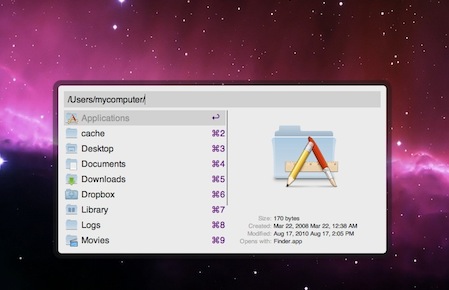 /Users/mycomputer/
Applications ↩
cache ⌘2
Desktop ⌘3
Documents ⌘4
Downloads ⌘5
Dropbox ⌘6
Library ⌘7
Logs ⌘8
Movies ⌘9
Size: 170 bytes
Created: Mar 22, 2008 Mar 22, 12:36 AM
Modified: Aug 17, 2010 Aug 17, 2:05 PM
Opens with: Finder.app